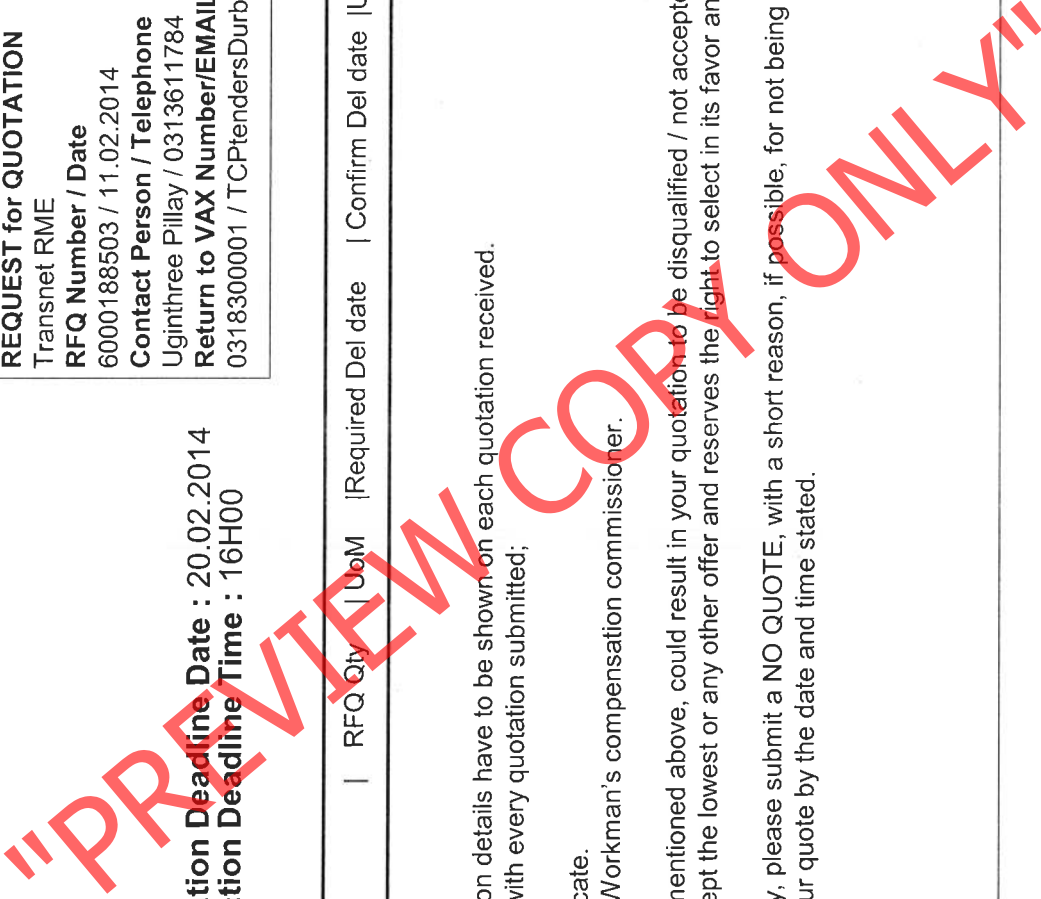 REQUEST for QUOTATION
Transnet RME
RFQ Number / Date
6000188503 / 11.02.2014
Contact Person / Telephone
Uginthree Pillay / 0313611784
Return to VAX Number/EMAIL
0318300001 / TCPtendersDurb
tion Deadline Date : 20.02.2014
tion Deadline Time : 16H00
| RFQ Qty | UoM |Required Del date | Confirm Del date |U
on details have to be shown on each quotation received.
with every quotation submitted;
cate.
Workman's compensation commissioner.
mentioned above, could result in your quotation to be disqualified / not accepte
ept the lowest or any other offer and reserves the right to select in its favor an
y, please submit a NO QUOTE, with a short reason, if possible, for not being
ur quote by the date and time stated.
"PREVIEW COPY ONLY"